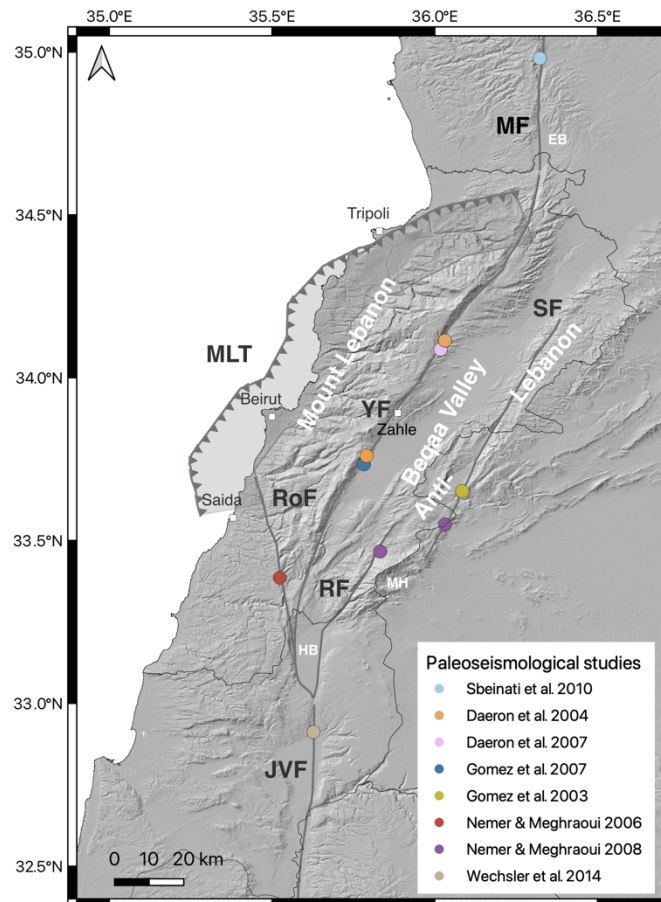 35.0°E
35.5°E
36.0°E
36.5°E
35.0°N
MF
EB
34.5°N
Tripoli
SF
34.0°N
MLT
Mount Lebanon
Lebanon
Beirut
YF
Zahle
Beqaa Valley
Anti-
RoF
Saida
33.5°N
RF
MH
HB
33.0°N
JVF
32.5°N
0 10 20 km
Paleoseismological studies
Sbeinati et al. 2010
Daeron et al. 2004
Daeron et al. 2007
Gomez et al. 2007
Gomez et al. 2003
Nemer & Meghraoui 2006
Nemer & Meghraoui 2008
Wechsler et al. 2014